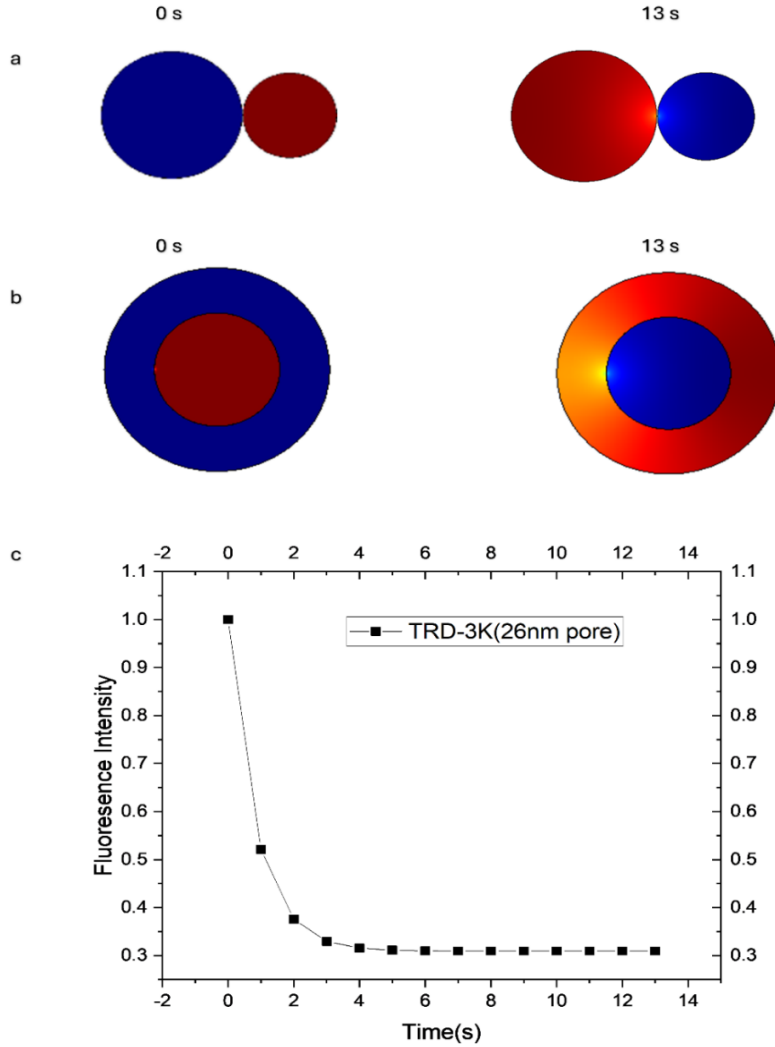 0 s 13 s
a
0 s 13 s
b
c
-2 0 2 4 6 8 10 12 14
1.1 1.1
1.0 1.0
TRD-3K(26nm pore)
0.9 0.9
0.8 0.8
0.7 0.7
0.6 0.6
0.5 0.5
0.4 0.4
0.3 0.3
Fluoresence Intensity
-2 0 2 4 6 8 10 12 14
Time(s)